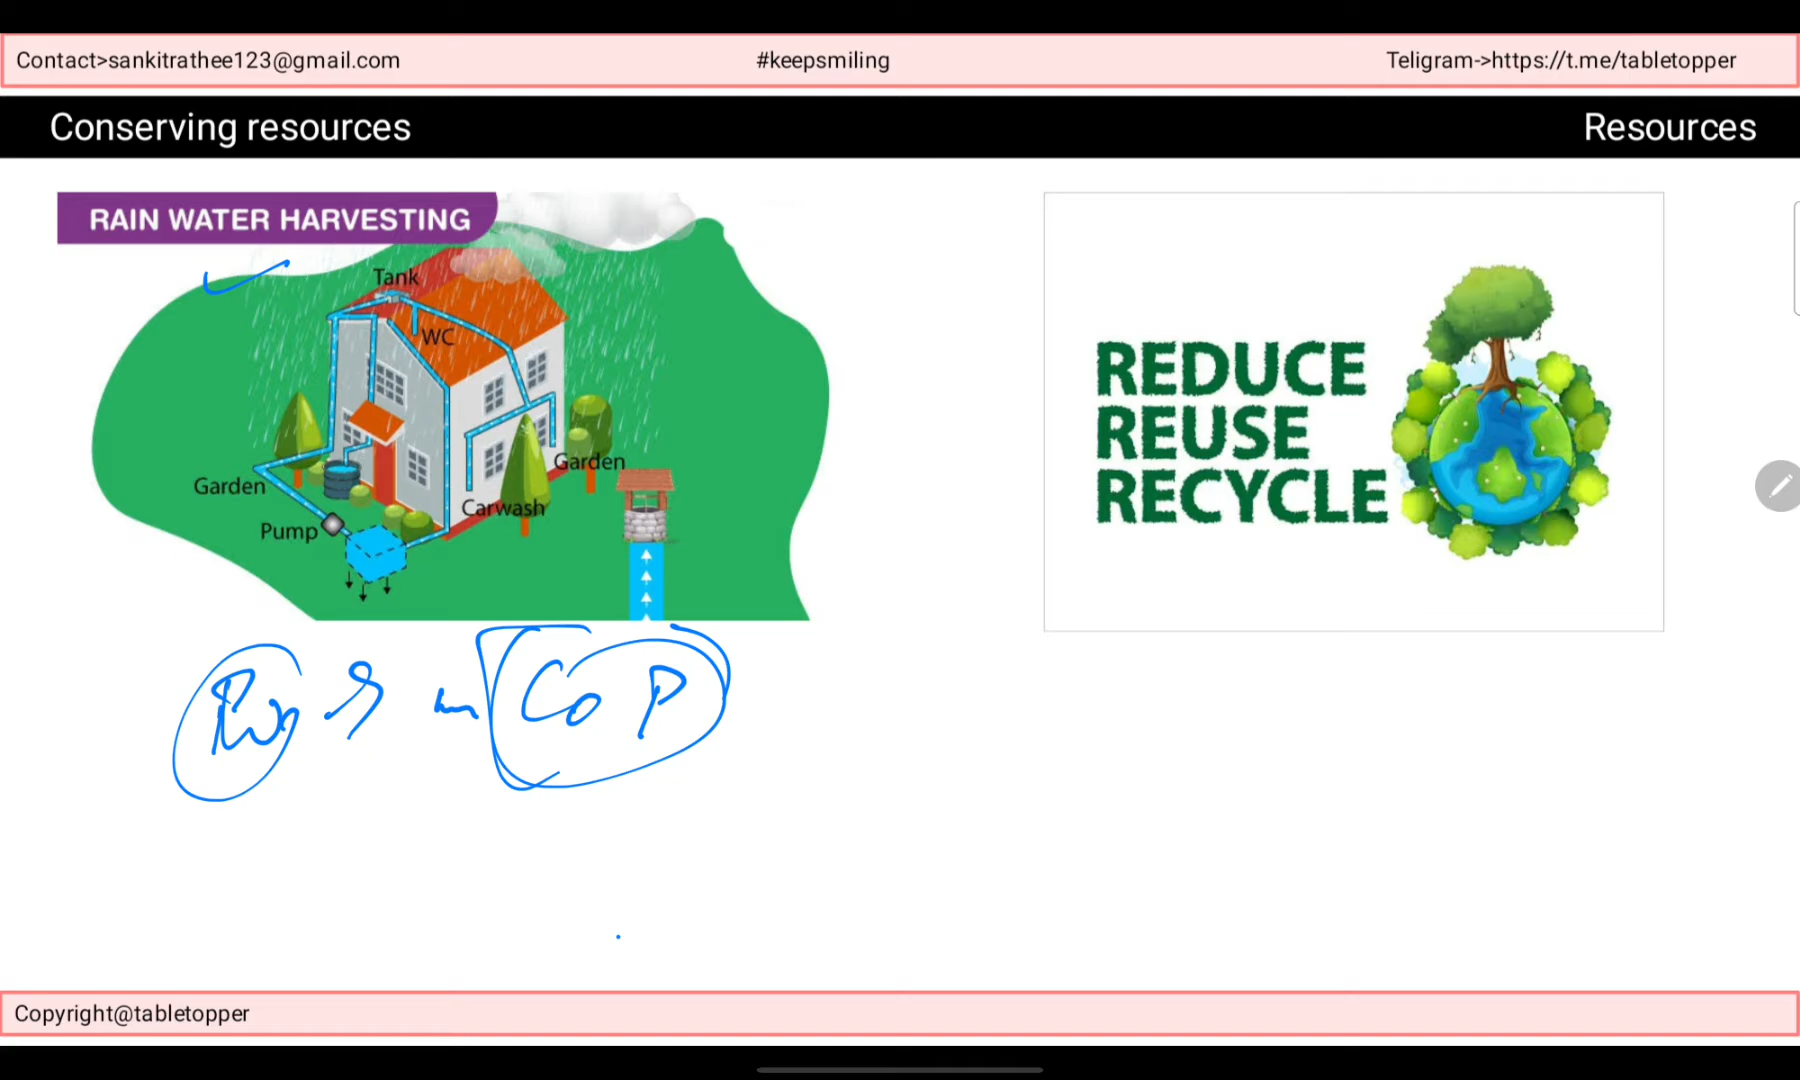 Contact>sankitrathee123@gmail.com #keepsmiling Teligram->https://t.me/tabletopper
Conserving resources Resources
RAIN WATER HARVESTING
Tank
WC
Garden
Garden
Carwash
Pump
REDUCE
REUSE
RECYCLE
Co P
Copyright@tabletopper